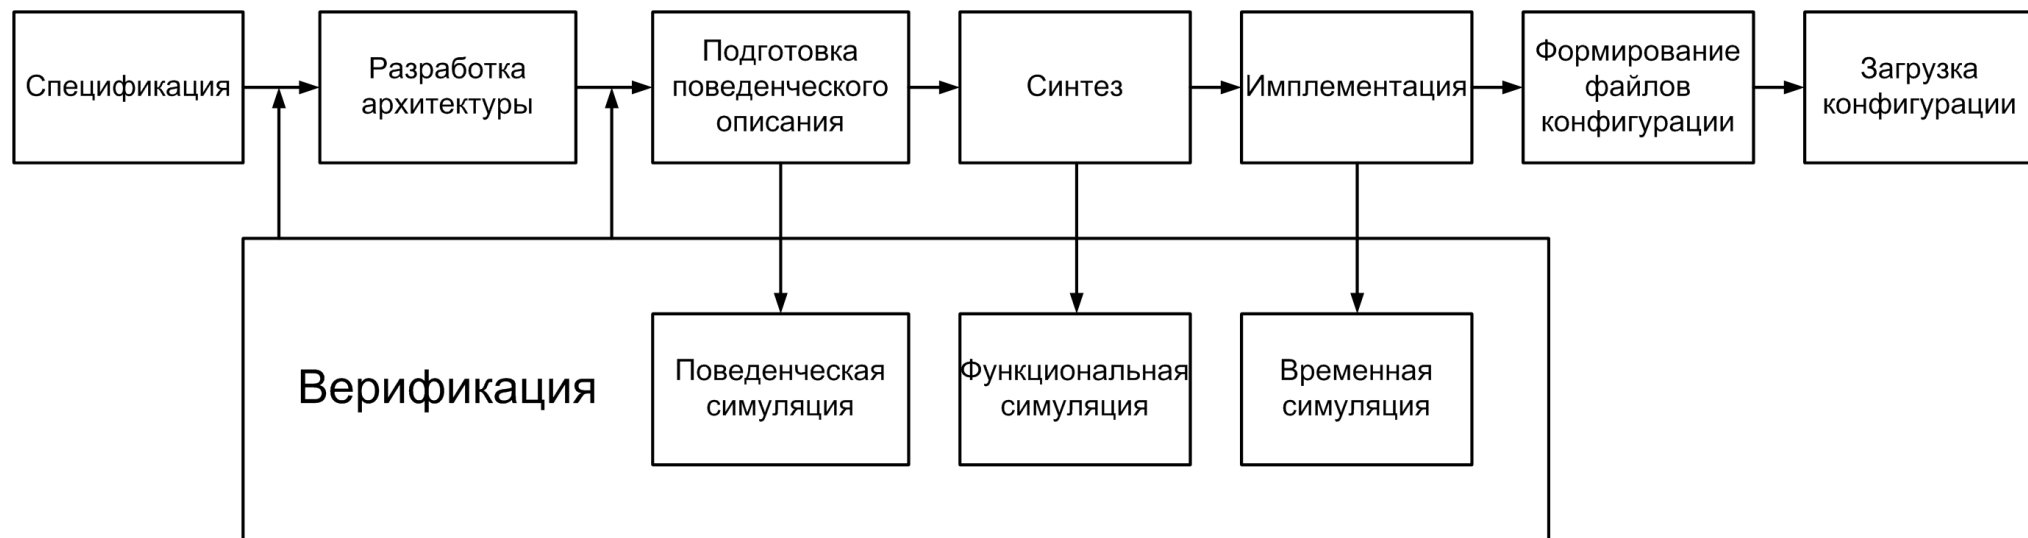 Спецификация
Разработка
архитектуры
Подготовка
поведенческого
описания
Синтез
Имплементация
Формирование
файлов
конфигурации
Загрузка
конфигурации
Верификация
Поведенческая
симуляция
Функциональная
симуляция
Временная
симуляция